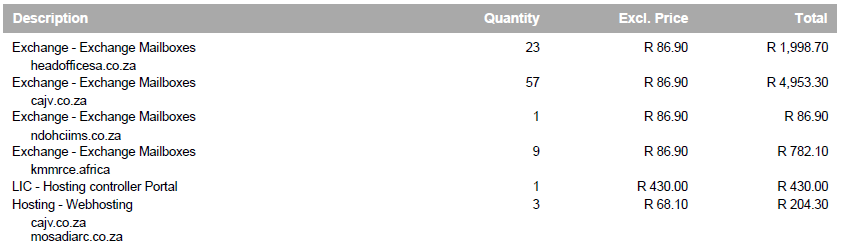 Description Quantity Excl. Price Total
Exchange - Exchange Mailboxes 23 R 86.90 R 1,998.70
headofficesa.co.za
Exchange - Exchange Mailboxes 57 R 86.90 R 4,953.30
cajv.co.za
Exchange - Exchange Mailboxes 1 R 86.90 R 86.90
ndohciims.co.za
Exchange - Exchange Mailboxes 9 R 86.90 R 782.10
kmmrce.africa
LIC - Hosting controller Portal 1 R 430.00 R 430.00
Hosting - Webhosting 3 R 68.10 R 204.30
cajv.co.za
mosadiarc.co.za